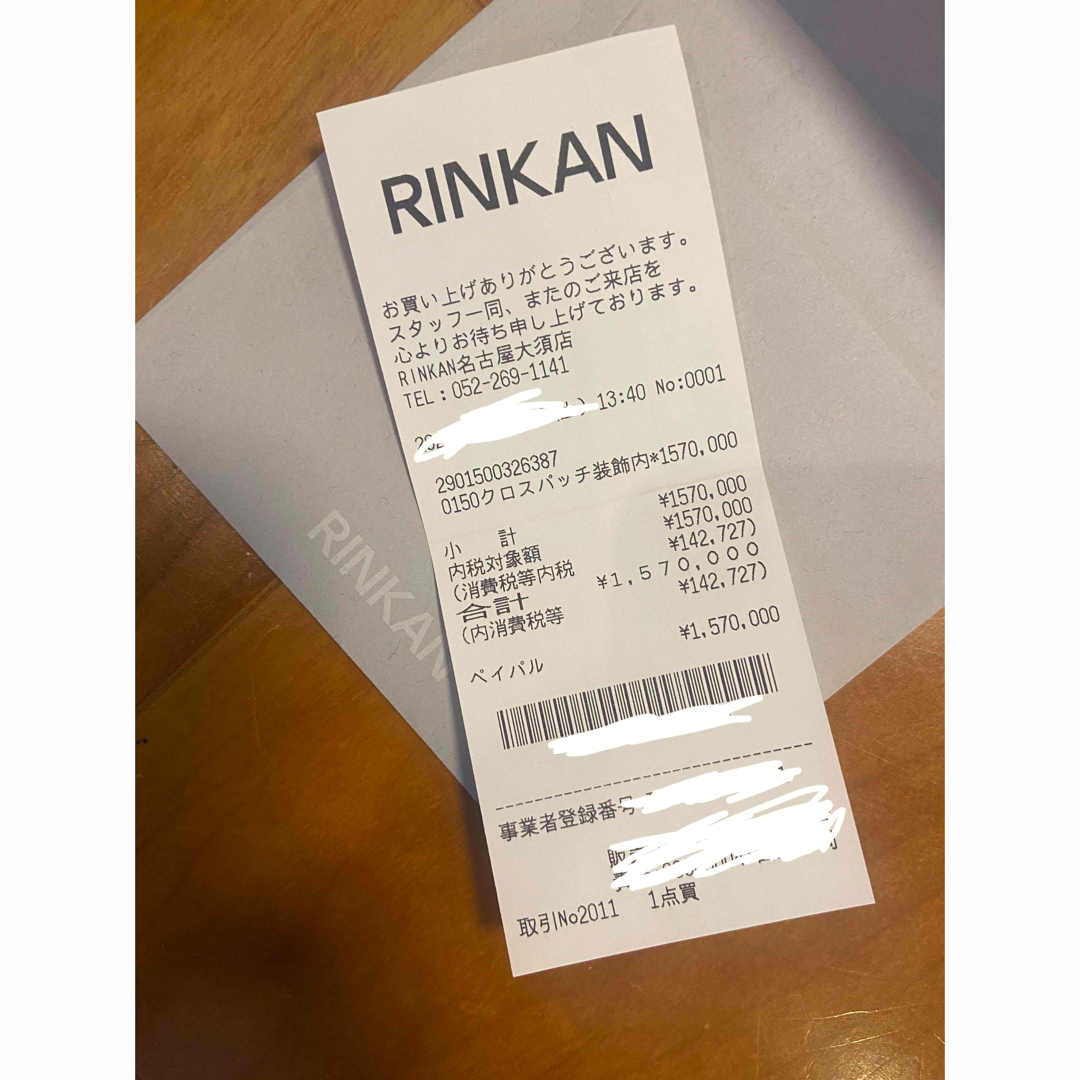 RINKAN
お買い上げありがとうございます。
スタッフ一同、またのご来店を
心よりお待ち申し上げております。
RINKAN名古屋大須店
TEL:052-269-1141
13:40 No:0001
2901500326387
0150クロスパッチ装飾内*1570,000
¥1570,000
小 計 ¥1570,000
内税対象額 ¥142,727)
(消費税等内税
合計 ¥1,570,000
(内消費税等 ¥142,727)
ペイパル ¥1,570,000
事業者登録番号
取引No2011 1点買
RINKAN